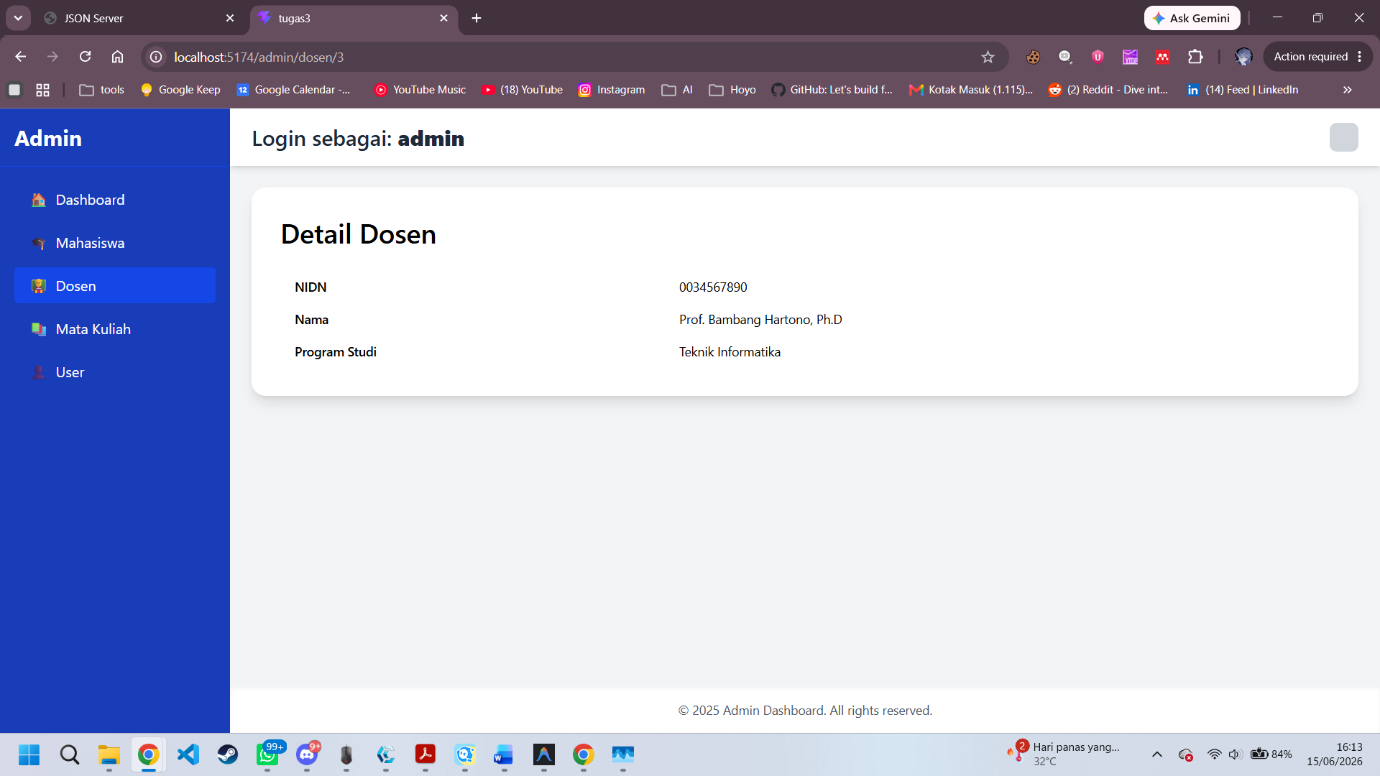 JSON Server
tugas3
Ask Gemini
localhost:5174/admin/dosen/3
Action required
tools
Google Keep
12
Google Calendar -...
YouTube Music
(18) YouTube
Instagram
AI
Hoyo
GitHub: Let's build f...
Kotak Masuk (1.115)...
(2) Reddit - Dive int...
in
(14) Feed | LinkedIn
Admin
Login sebagai: admin
Dashboard
Mahasiswa
Dosen
Mata Kuliah
User
Detail Dosen
NIDN 0034567890
Nama Prof. Bambang Hartono, Ph.D
Program Studi Teknik Informatika
© 2025 Admin Dashboard. All rights reserved.
99+
9+
2
Hari panas yang...
32°C
84%
16:13
15/06/2026